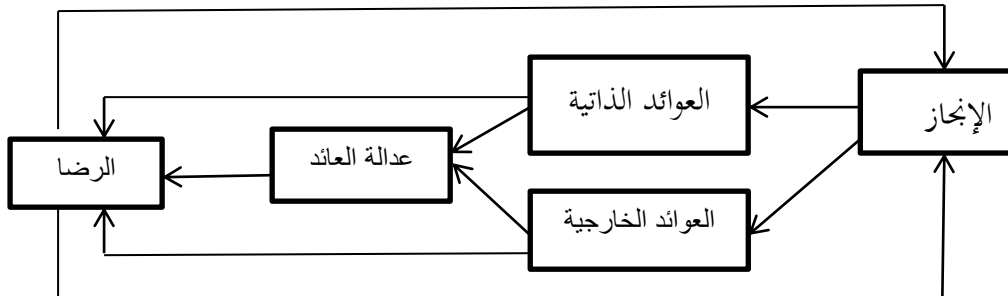 الإنجاز
العوائد الذاتية
العوائد الخارجية
عدالة العائد
الرضا